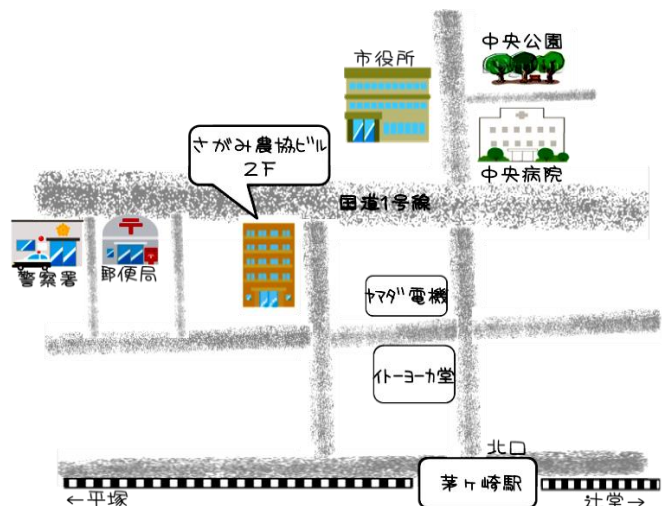 市役所
中央公園
さがみ農協ビル
2F
中央病院
国道1号線
警察署
郵便局
ヤマダ電機
イトーヨーカ堂
北口
茅ヶ崎駅
←平塚
辻堂→